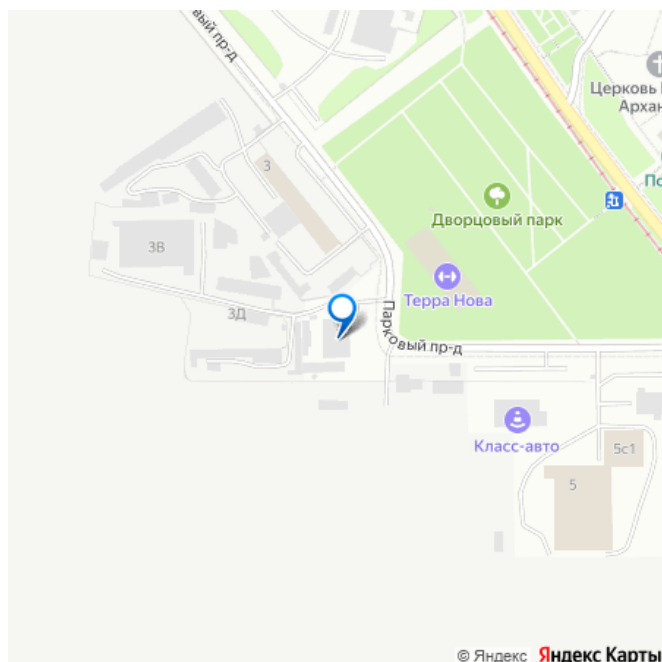 вый пр-д
Церковь
Архан
3
По
Дворцовый парк
3В
Терра Нова
3Д
Парковый пр-д
Класс-авто
5с1
5
© Яндекс Яндекс Карты